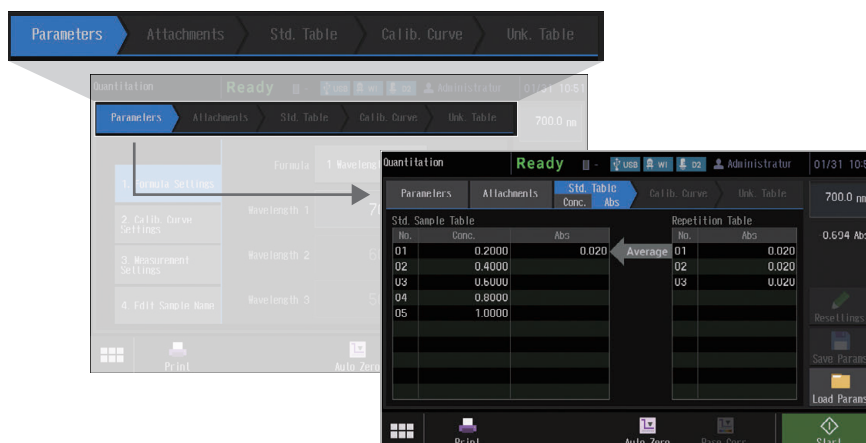 Parameters Attachments Std. Table Calib. Curve Unk. Table
Quantitation Ready - USB WI D2 Administrator 01/31 10:51
Parameters Attachments Std. Table Calib. Curve Unk. Table 700.0 nm
Formula 1 Wavelength
1. Formula Settings
Wavelength 1
2. Calib. Curve
Settings
Wavelength 2
3. Measurement
Settings
Wavelength 3
4. Edit Sample Name
Print Auto Zero
Quantitation Ready - USB WI D2 Administrator 01/31
Parameters Attachments Std. Table Calib. Curve Unk. Table 700.0 nm
Conc. Abs
Std. Sample Table Repetition Table -0.694 Abs
No. Conc. Abs No. Abs
01 0.2000 0.020 Average 01 0.020
02 0.4000 02 0.020
03 0.6000 03 0.020
04 0.8000
05 1.0000
Resettings
Save Params
Load Params
Print Auto Zero Base Corr. Start